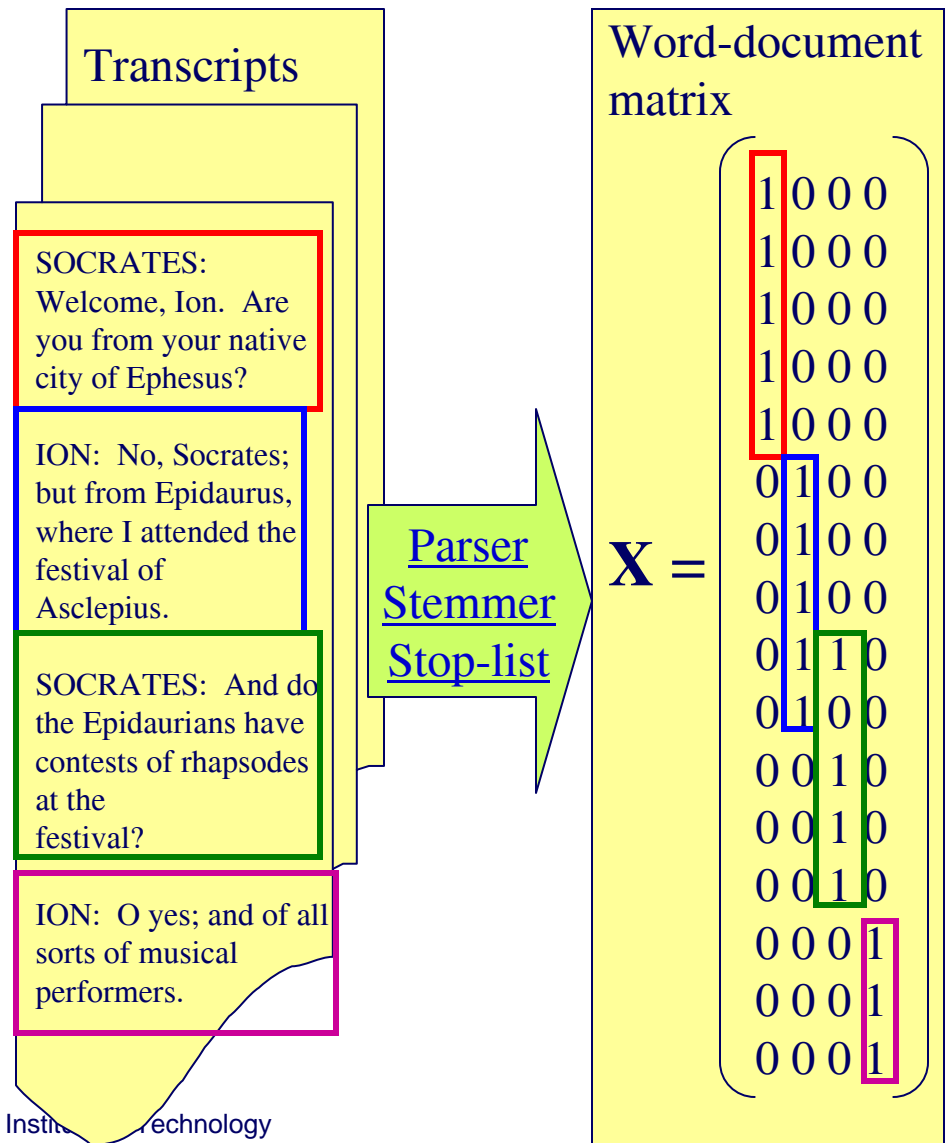 Transcripts
SOCRATES:
Welcome, Ion. Are
you from your native
city of Ephesus?
ION: No, Socrates;
but from Epidaurus,
where I attended the
festival of
Asclepius.
SOCRATES: And do
the Epidaurians have
contests of rhapsodes
at the
festival?
ION: O yes; and of all
sorts of musical
performers.
Parser
Stemmer
Stop-list
Word-document
matrix
X =
1 0 0 0
1 0 0 0
1 0 0 0
1 0 0 0
1 0 0 0
0 1 0 0
0 1 0 0
0 1 0 0
0 1 1 0
0 1 0 0
0 0 1 0
0 0 1 0
0 0 1 0
0 0 0 1
0 0 0 1
0 0 0 1